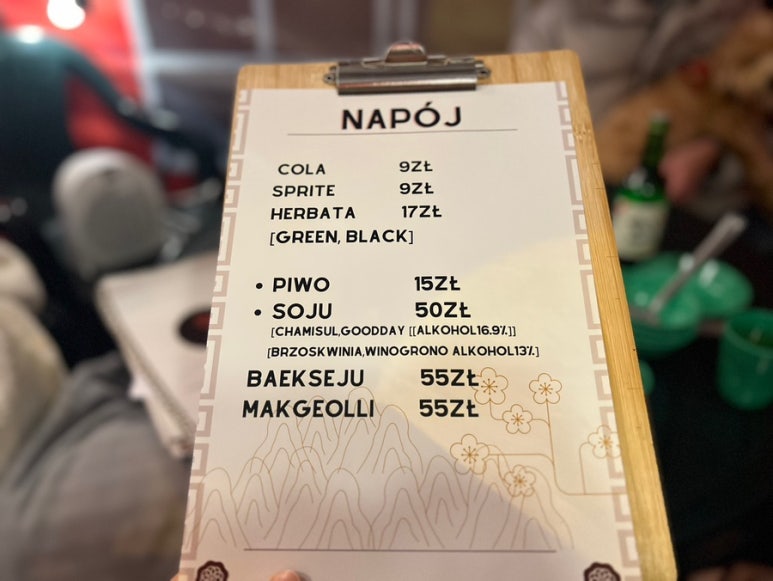 NAPÓJ
COLA 9ZŁ
SPRITE 9ZŁ
HERBATA 17ZŁ
[GREEN, BLACK]
• PIWO 15ZŁ
• SOJU 50ZŁ
[CHAMISUL,GOODDAY [[ALKOHOL16.9%]]
[BRZOSKWINIA,WINOGRONO ALKOHOL13%]
BAEKSEJU 55ZŁ
MAKGEOLLI 55ZŁ